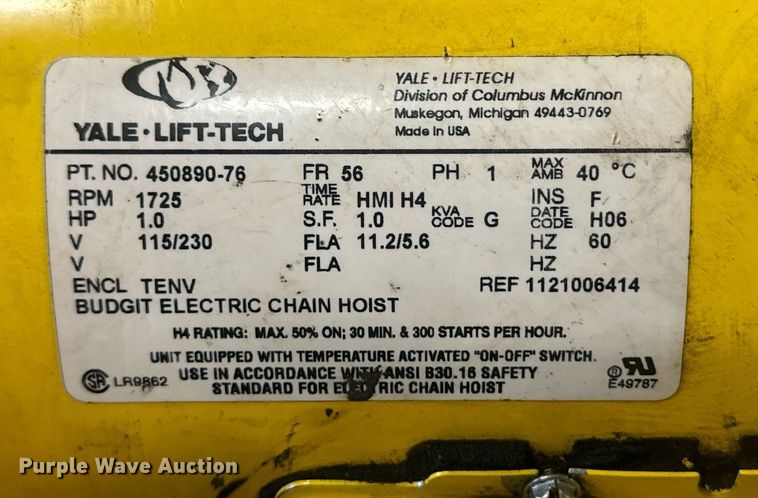 YALE • LIFT-TECH
YALE • LIFT-TECH
Division of Columbus McKinnon
Muskegon, Michigan 49443-0769
Made in USA
PT. NO. 450890-76 FR 56 PH 1 MAX AMB 40 °C
RPM 1725 TIME RATE HMI H4 INS F
HP 1.0 S.F. 1.0 KVA CODE G DATE CODE H06
V 115/230 FLA 11.2/5.6 HZ 60
V FLA HZ
ENCL TENV REF 1121006414
BUDGIT ELECTRIC CHAIN HOIST
H4 RATING: MAX. 50% ON; 30 MIN. & 300 STARTS PER HOUR.
UNIT EQUIPPED WITH TEMPERATURE ACTIVATED "ON-OFF" SWITCH.
USE IN ACCORDANCE WITH ANSI B30.16 SAFETY
STANDARD FOR ELECTRIC CHAIN HOIST
SA LR9862
® RU E49787
Purple Wave Auction